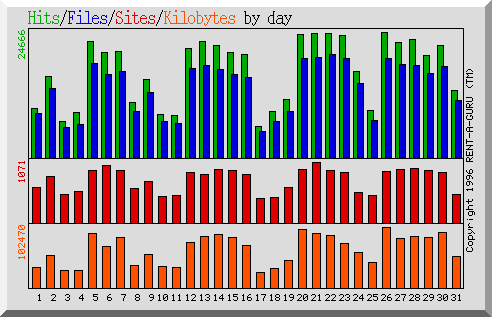 Hits/Files/Sites/Kilobytes by day
24666
1071
102470
Copyright 1996 RENT-A-GURU (TM)
1 2 3 4 5 6 7 8 9 10 11 12 13 14 15 16 17 18 19 20 21 22 23 24 25 26 27 28 29 30 31